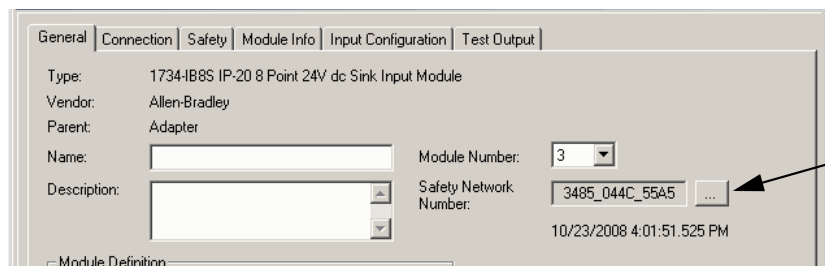 General Connection Safety Module Info Input Configuration Test Output
Type: 1734-IB8S IP-20 8 Point 24V dc Sink Input Module
Vendor: Allen-Bradley
Parent: Adapter
Name: Module Number: 3
Description: Safety Network Number: 3485_044C_55A5 ...
10/23/2008 4:01:51.525 PM
Module Definition